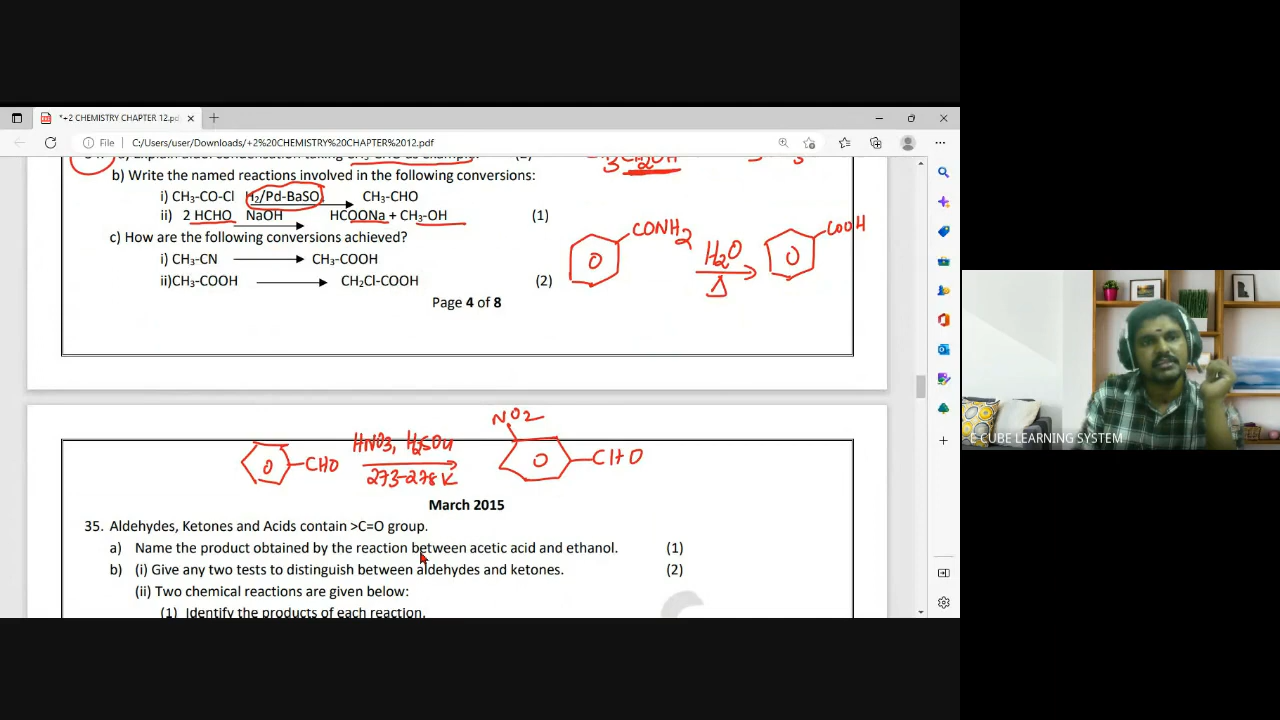 *+2 CHEMISTRY CHAPTER 12.pd
File C:/Users/user/Downloads/+2%20CHEMISTRY%20CHAPTER%2012.pdf
b) Write the named reactions involved in the following conversions:
i) CH3-CO-Cl H2/Pd-BaSO CH3-CHO
ii) 2 HCHO NaOH HCOONa + CH3-OH (1)
c) How are the following conversions achieved?
i) CH3-CN CH3-COOH
ii)CH3-COOH CH2Cl-COOH (2)
CONH2 H2O Δ COOH
Page 4 of 8
NO2
CHO HNO3, H2SO4 273-278K CHO
March 2015
35. Aldehydes, Ketones and Acids contain >C=O group.
a) Name the product obtained by the reaction between acetic acid and ethanol. (1)
b) (i) Give any two tests to distinguish between aldehydes and ketones. (2)
(ii) Two chemical reactions are given below:
(1) Identify the products of each reaction.
E CUBE LEARNING SYSTEM